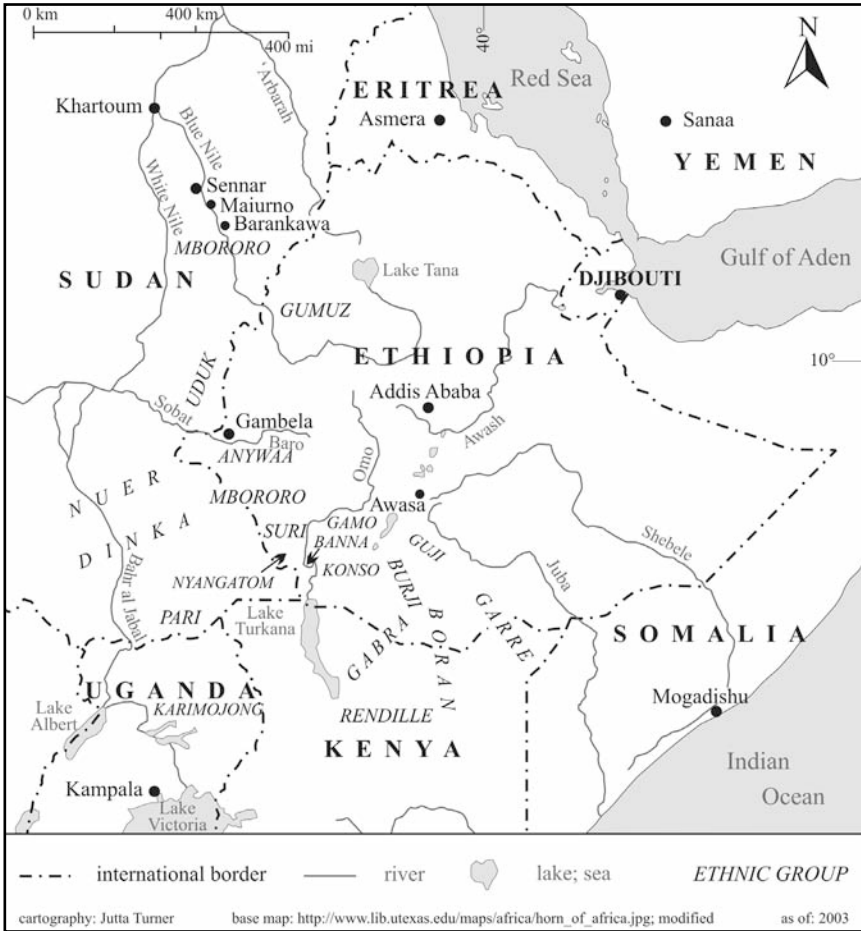 0 km
400 km
400 mi
40°
N
'Arbarah
ERITREA
Red Sea
Khartoum
Asmera
Sanaa
Blue Nile
YEMEN
White Nile
Sennar
Maiurno
Barankawa
MBORORO
SUDAN
Lake Tana
Gulf of Aden
DJIBOUTI
GUMUZ
ETHIOPIA
10°
UDUK
Addis Ababa
Sobat
Gambela
Baro
Awash
ANYWAA
Omo
NUER
MBORORO
Awasa
DINKA
SURI
GAMO
BANNA
GUJI
Shebele
NYANGATOM
KONSO
BURJI
Juba
Bahr al Jabal
PARI
Lake
Turkana
BORAN
GARRE
SOMALIA
GABRA
UGANDA
Lake
Albert
KARIMOJONG
RENDILLE
Mogadishu
KENYA
Kampala
Lake
Victoria
Indian
Ocean
international border
river
lake; sea
ETHNIC GROUP
cartography: Jutta Turner
base map: http://www.lib.utexas.edu/maps/africa/horn_of_africa.jpg; modified
as of: 2003